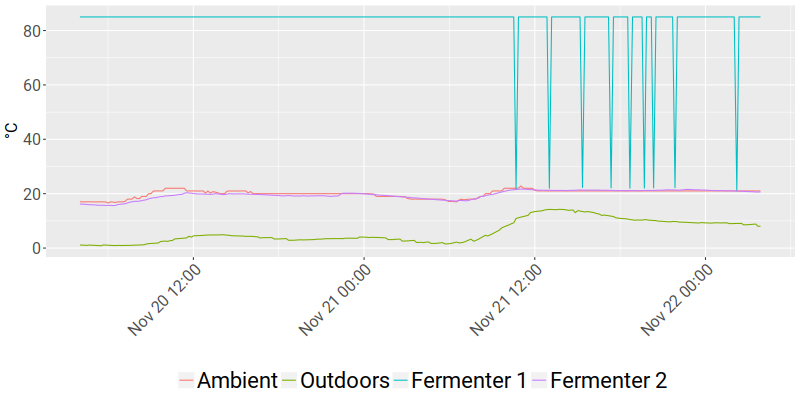 80
60
40
20
0
°C
Nov 20 12:00
Nov 21 00:00
Nov 21 12:00
Nov 22 00:00
Ambient Outdoors Fermenter 1 Fermenter 2